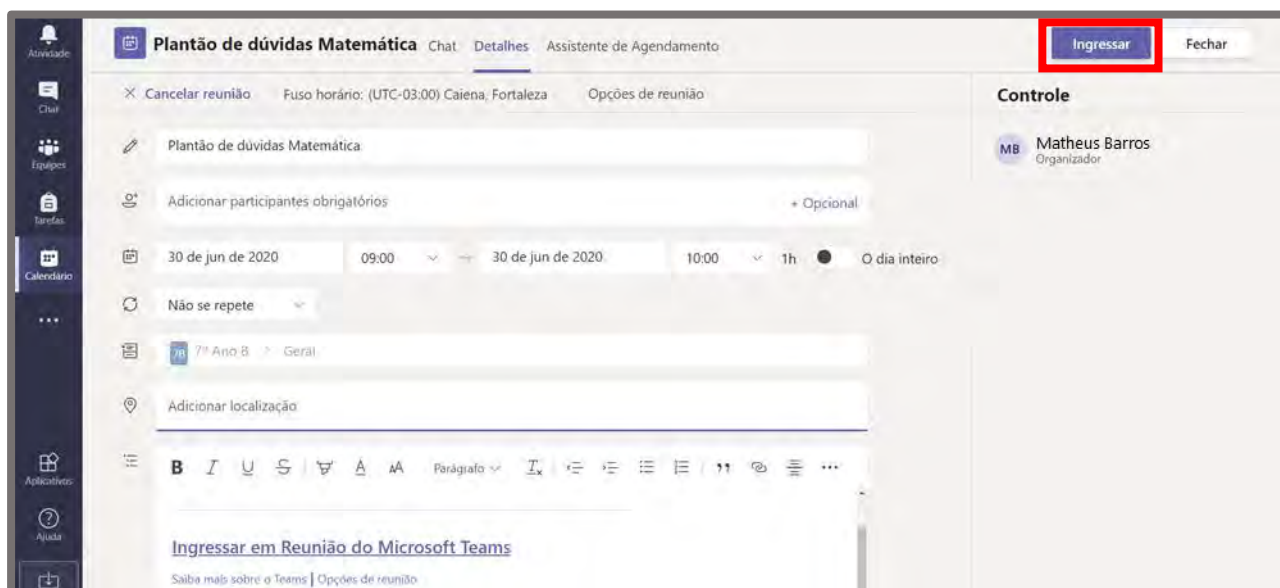 Atividade
Chat
Equipes
Tarefas
Calendário
...
Aplicativos
Ajuda
Plantão de dúvidas Matemática Chat Detalhes Assistente de Agendamento
Ingressar Fechar
× Cancelar reunião Fuso horário: (UTC-03:00) Caiena, Fortaleza Opções de reunião
Plantão de dúvidas Matemática
Adicionar participantes obrigatórios + Opcional
30 de jun de 2020 09:00 → 30 de jun de 2020 10:00 1h O dia inteiro
Não se repete
7B 7º Ano B > Geral
Adicionar localização
B I U S A AA Parágrafo Tx ...
Ingressar em Reunião do Microsoft Teams
Saiba mais sobre o Teams | Opções de reunião
Controle
MB Matheus Barros
Organizador